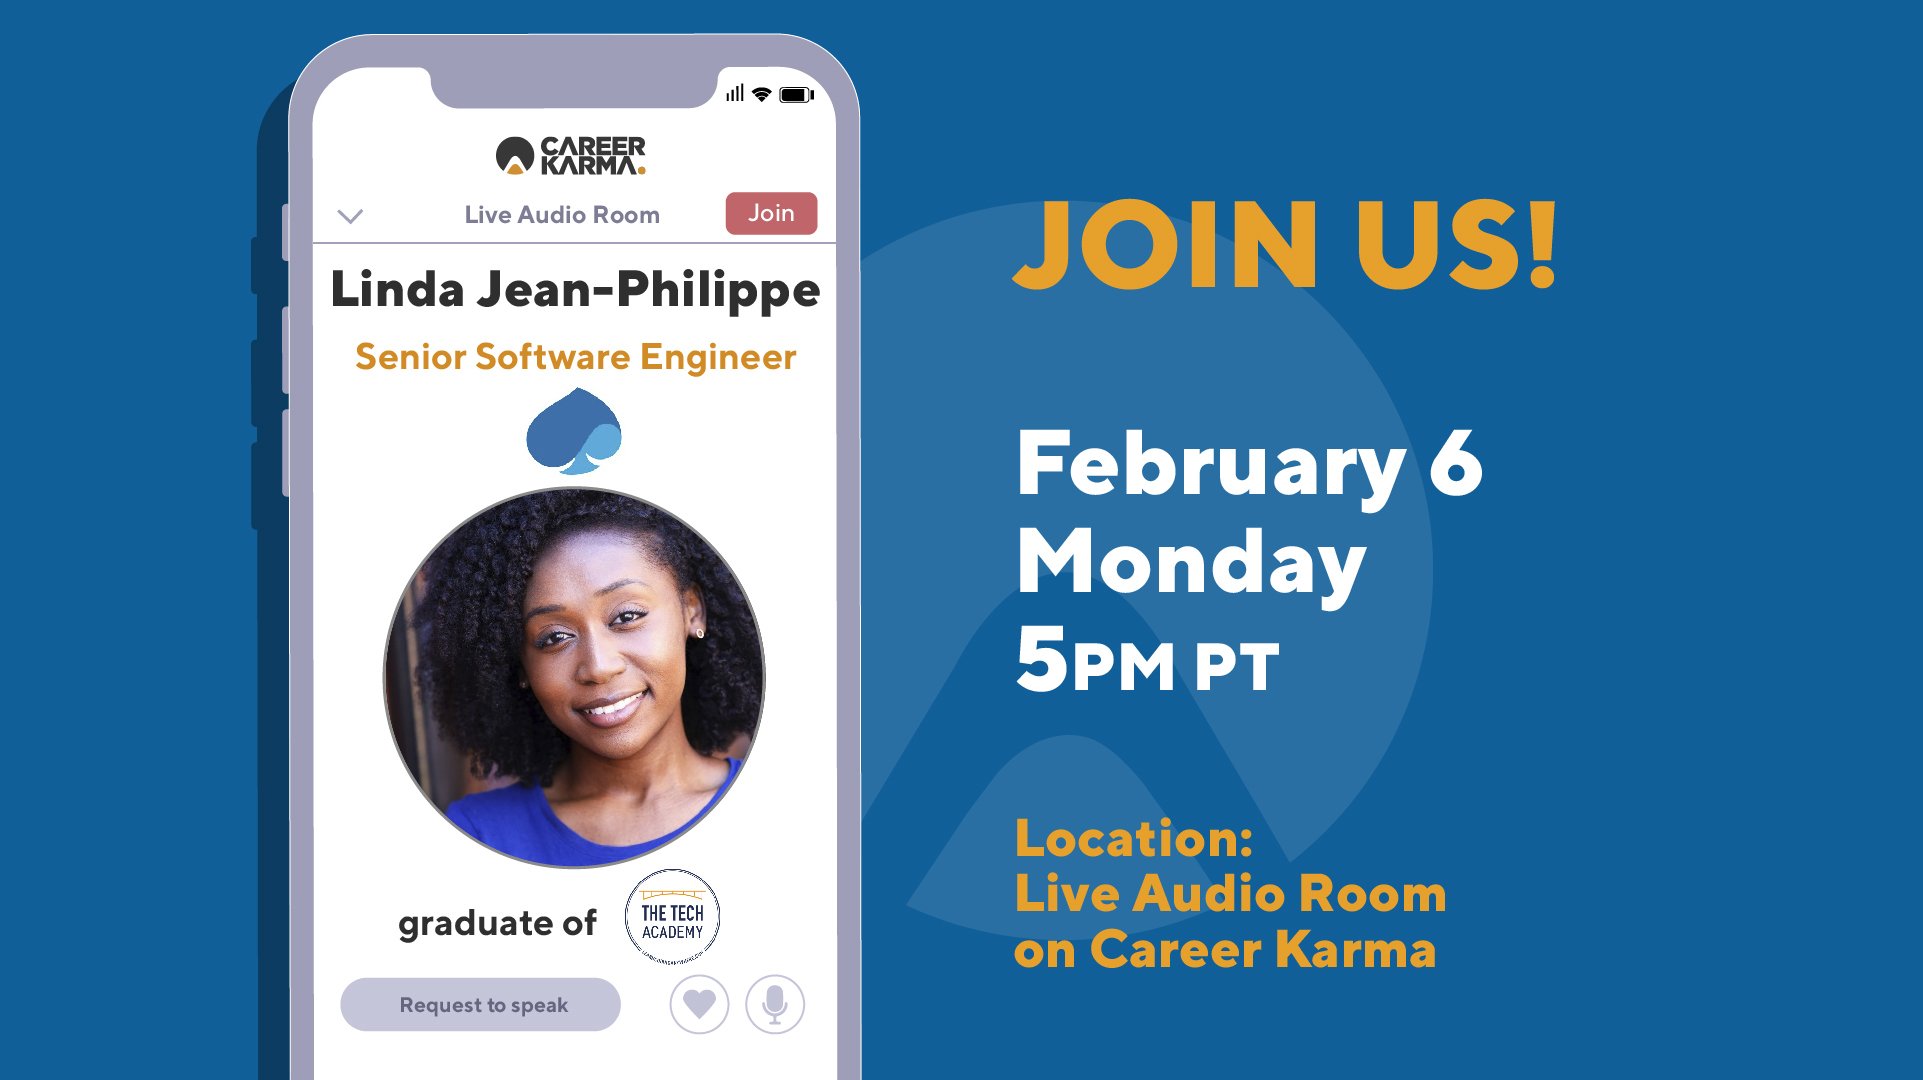 CAREER
KARMA.
Live Audio Room
Join
Linda Jean-Philippe
Senior Software Engineer
graduate of
THE TECH
ACADEMY
Request to speak
JOIN US!
February 6
Monday
5PM PT
Location:
Live Audio Room
on Career Karma